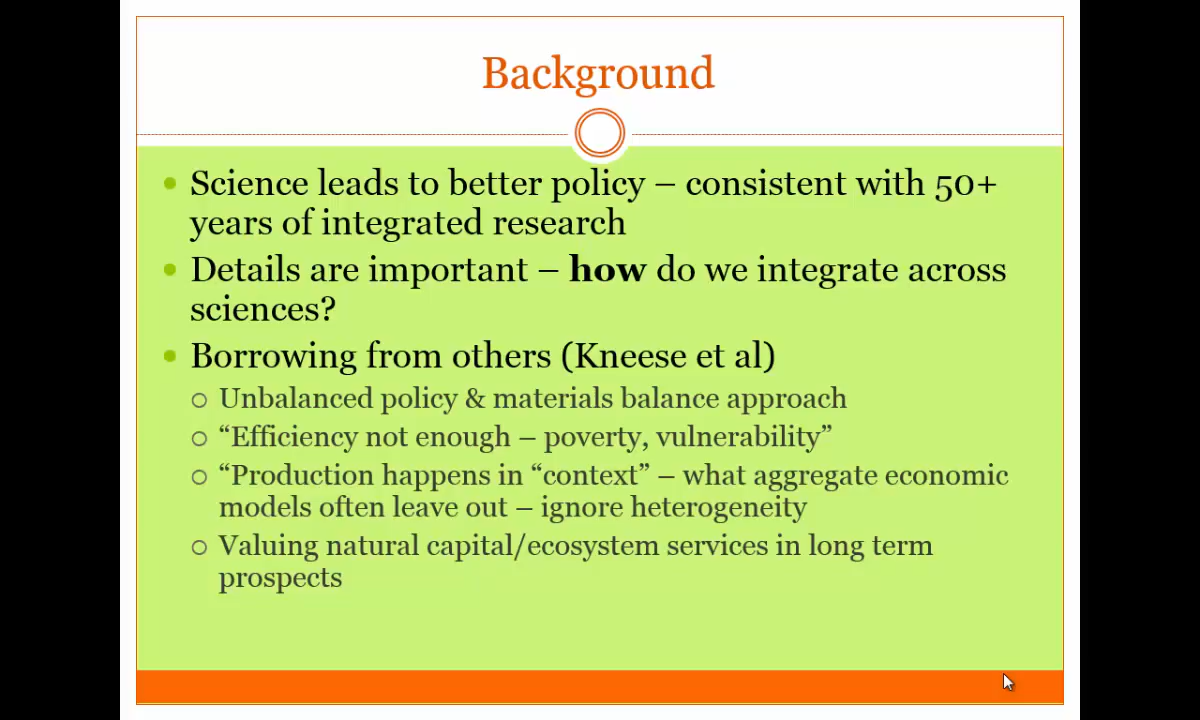 Background
Science leads to better policy – consistent with 50+
years of integrated research
Details are important – how do we integrate across
sciences?
Borrowing from others (Kneese et al)
Unbalanced policy & materials balance approach
“Efficiency not enough – poverty, vulnerability”
“Production happens in “context” – what aggregate economic
models often leave out – ignore heterogeneity
Valuing natural capital/ecosystem services in long term
prospects